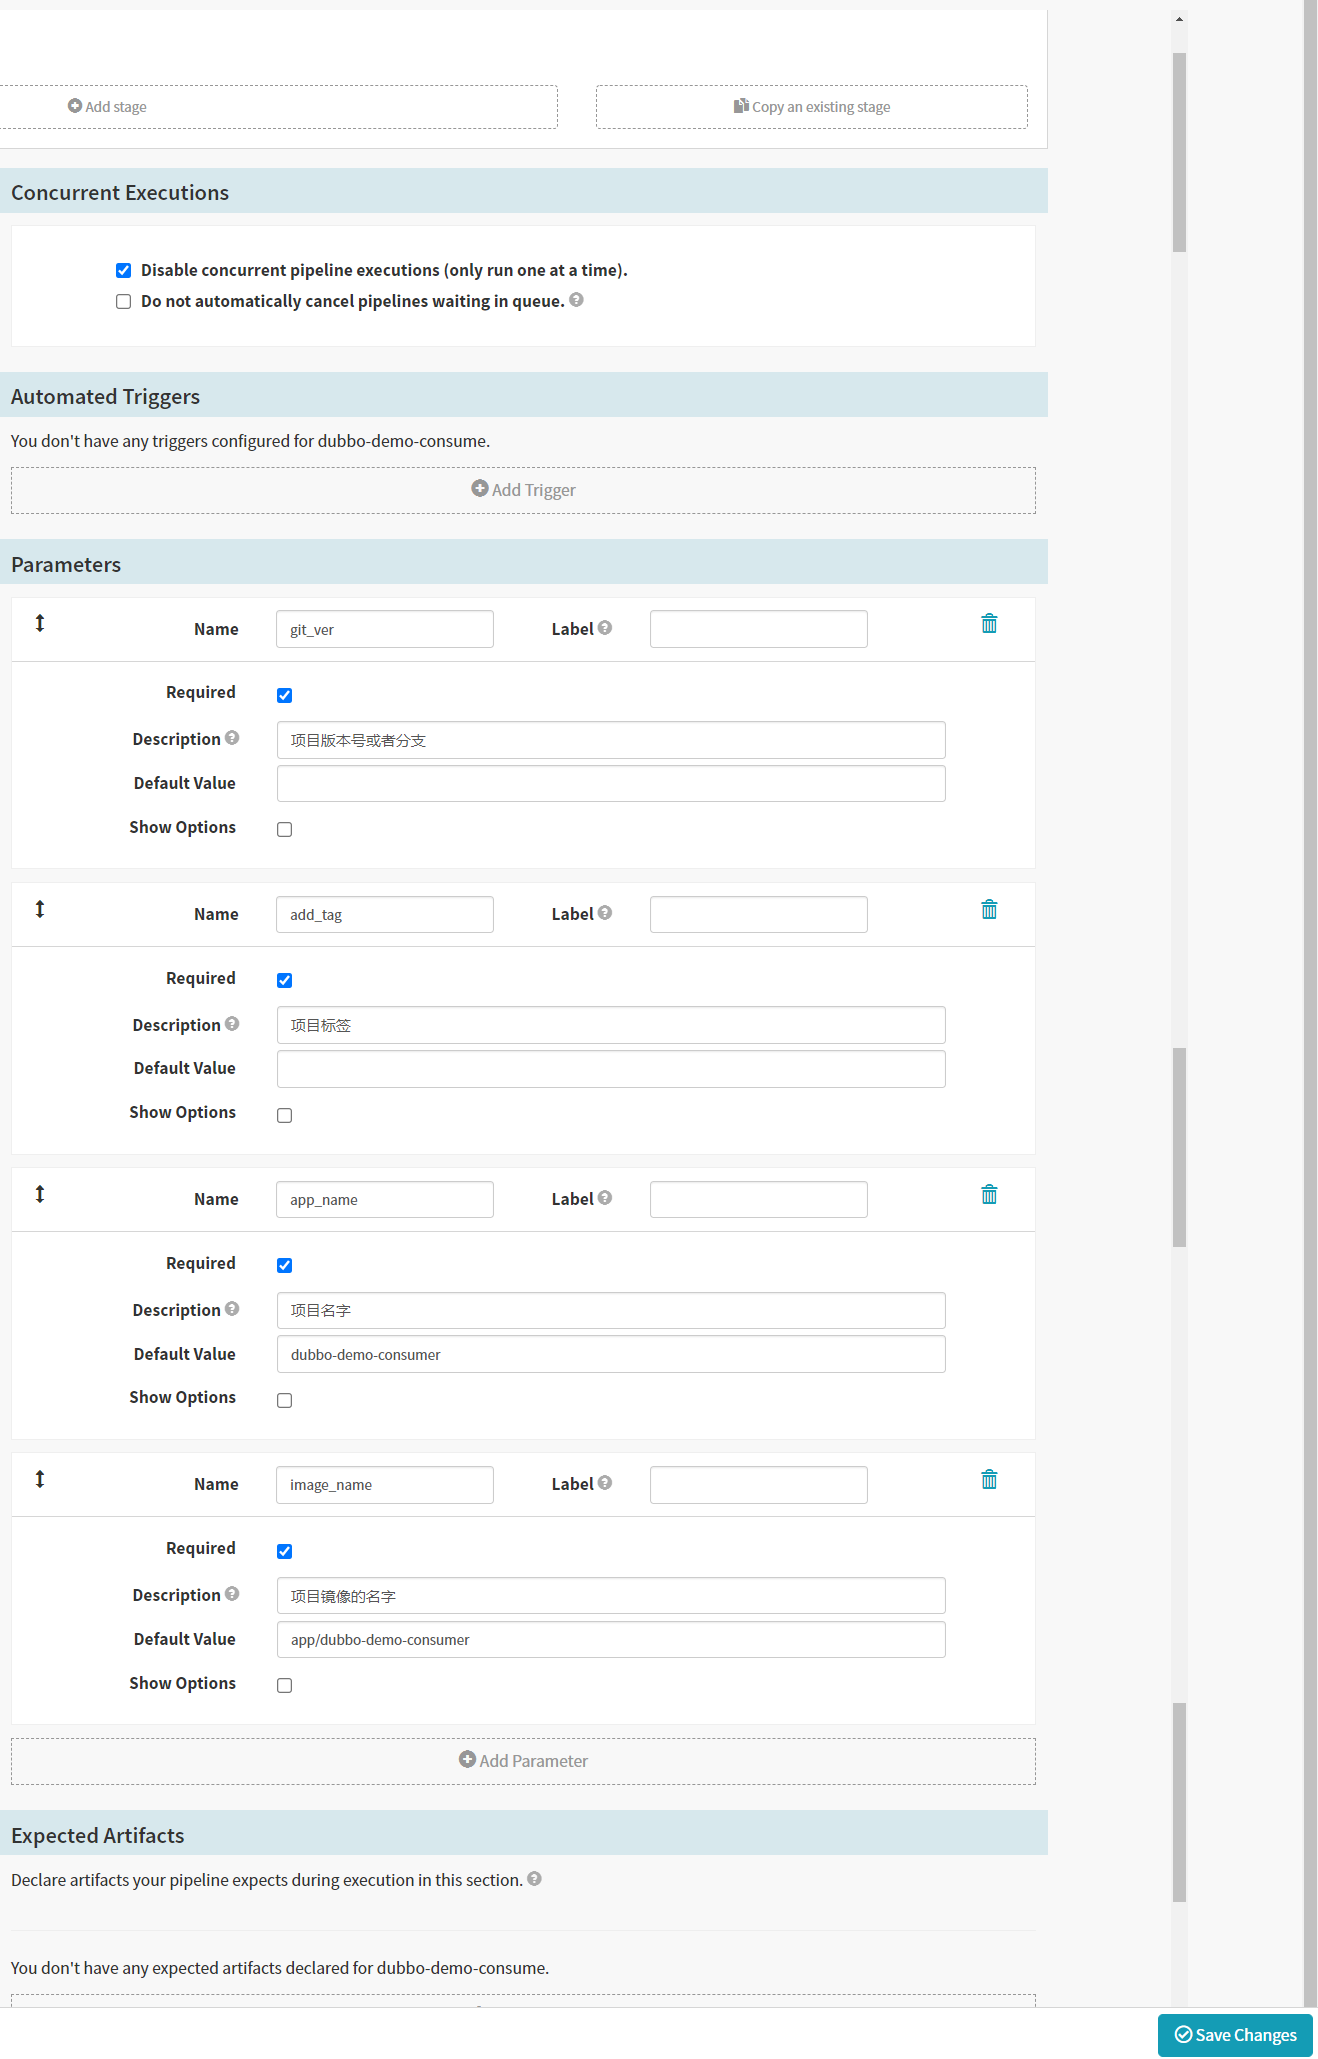 Add stage
Copy an existing stage
Concurrent Executions
Disable concurrent pipeline executions (only run one at a time).
Do not automatically cancel pipelines waiting in queue.
Automated Triggers
You don't have any triggers configured for dubbo-demo-consume.
Add Trigger
Parameters
Name git_ver Label
Required
Description 项目版本号或者分支
Default Value
Show Options
Name add_tag Label
Required
Description 项目标签
Default Value
Show Options
Name app_name Label
Required
Description 项目名字
Default Value dubbo-demo-consumer
Show Options
Name image_name Label
Required
Description 项目镜像的名字
Default Value app/dubbo-demo-consumer
Show Options
Add Parameter
Expected Artifacts
Declare artifacts your pipeline expects during execution in this section.
You don't have any expected artifacts declared for dubbo-demo-consume.
Save Changes